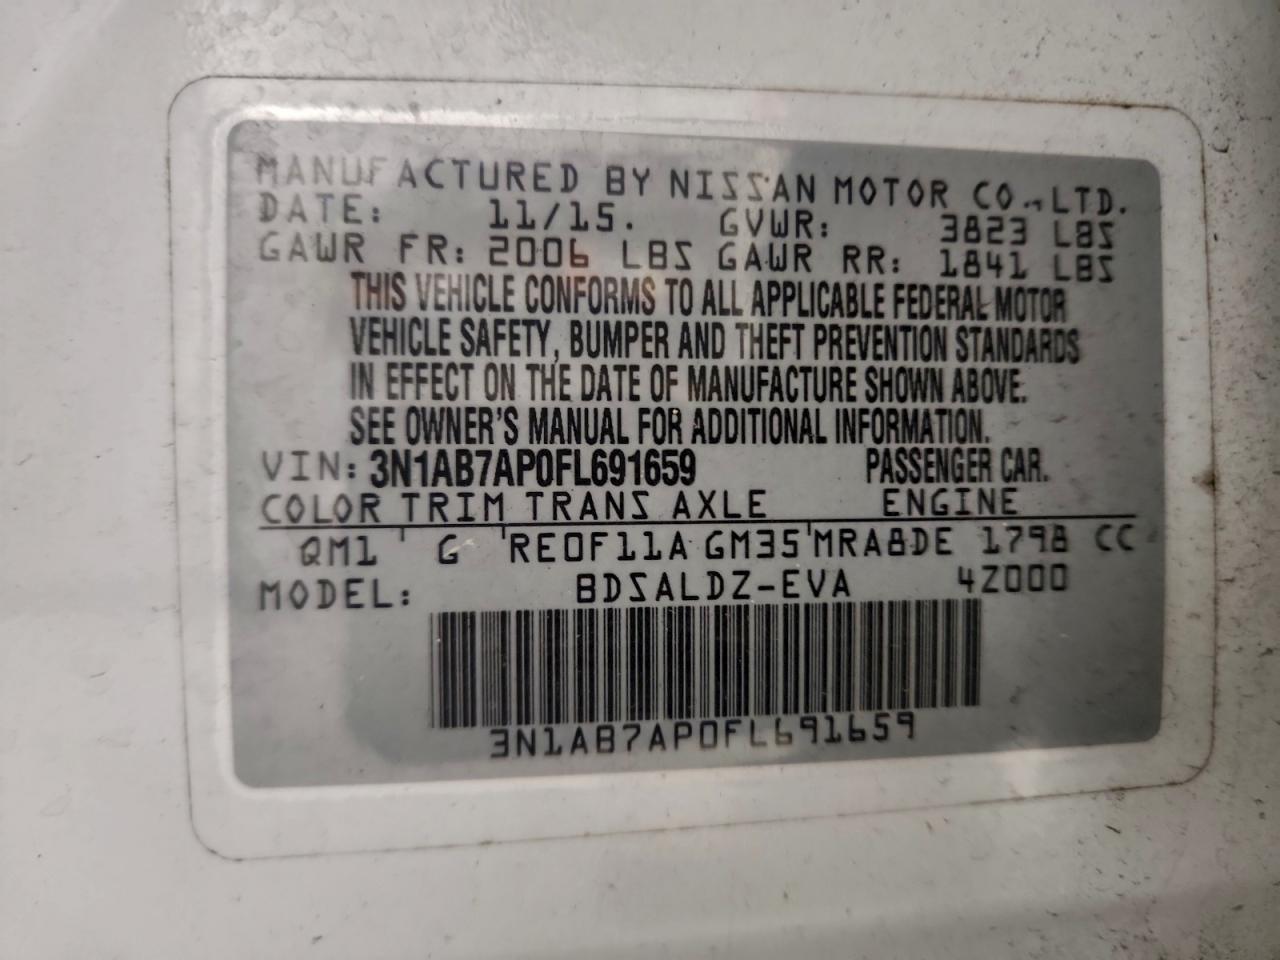 MANUFACTURED BY NISSAN MOTOR CO.,LTD.
DATE: 11/15. GVWR: 3823 LBS
GAWR FR: 2006 LBS GAWR RR: 1841 LBS
THIS VEHICLE CONFORMS TO ALL APPLICABLE FEDERAL MOTOR
VEHICLE SAFETY, BUMPER AND THEFT PREVENTION STANDARDS
IN EFFECT ON THE DATE OF MANUFACTURE SHOWN ABOVE.
SEE OWNER'S MANUAL FOR ADDITIONAL INFORMATION.
VIN: 3N1AB7AP0FL691659 PASSENGER CAR.
COLOR TRIM TRANS AXLE ENGINE
QM1 ' G ' RE0F11A GM35 ' MRA8DE 1798 CC
MODEL: BDSALDZ-EVA 4Z000
3N1AB7AP0FL691659